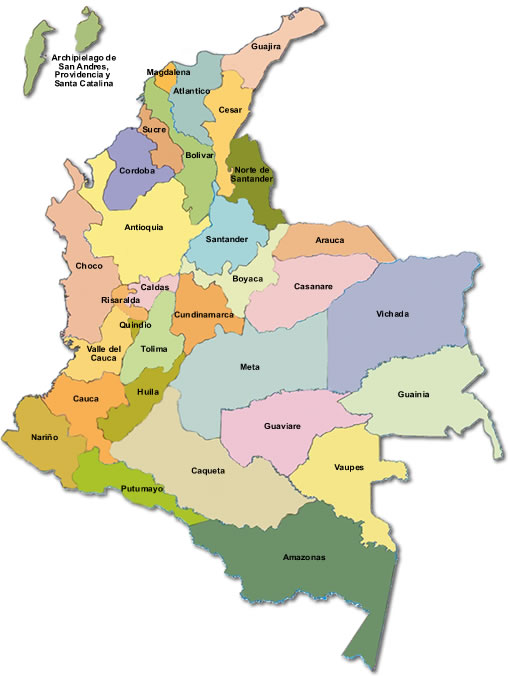 Archipielago de
San Andres,
Providencia y
Santa Catalina
Guajira
Magdalena
Atlantico
Cesar
Sucre
Bolivar
Cordoba
Norte de
Santander
Antioquia
Santander
Arauca
Choco
Boyaca
Caldas
Casanare
Risaralda
Cundinamarca
Vichada
Quindio
Valle del
Cauca
Tolima
Meta
Huila
Guainia
Cauca
Guaviare
Nariño
Caqueta
Vaupes
Putumayo
Amazonas